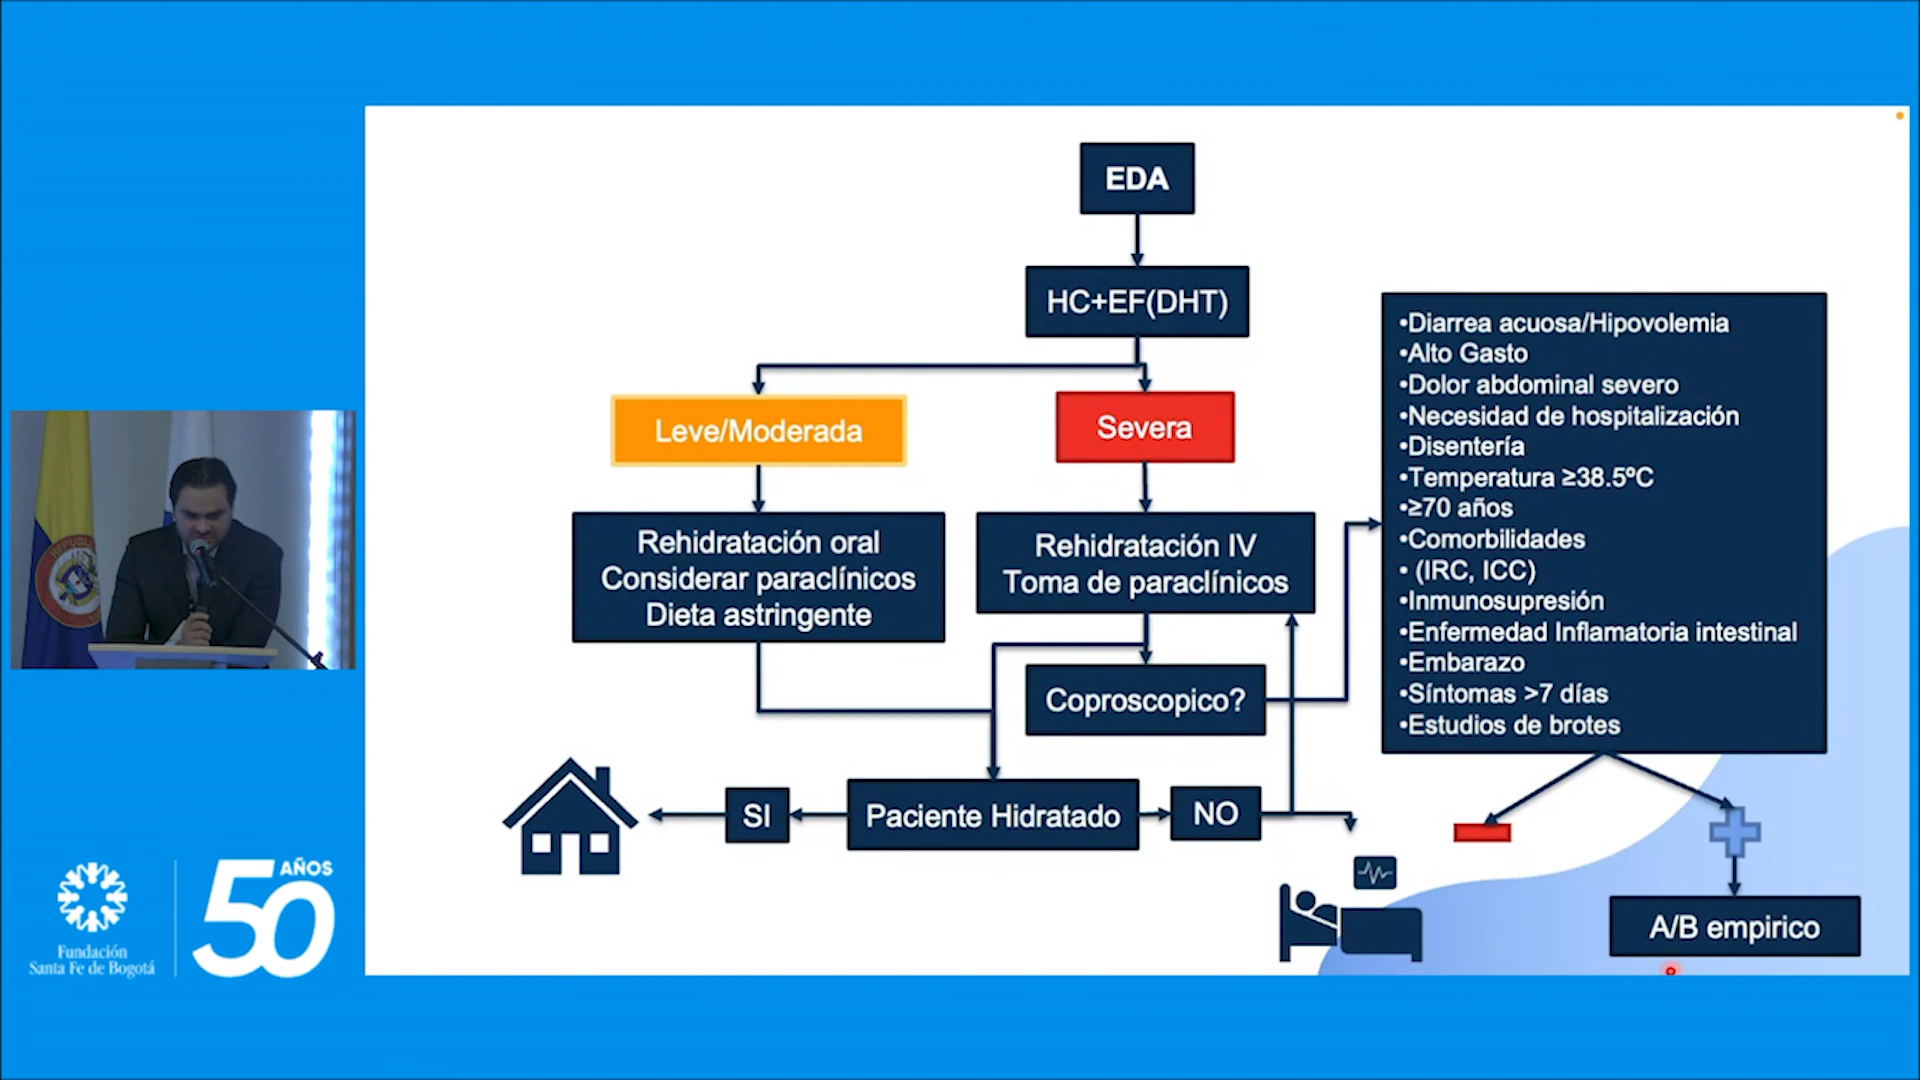 EDA
HC+EF(DHT)
Leve/Moderada
Severa
Rehidratación oral
Considerar paraclínicos
Dieta astringente
Rehidratación IV
Toma de paraclínicos
Coproscopico?
SI
Paciente Hidratado
NO
•Diarrea acuosa/Hipovolemia
•Alto Gasto
•Dolor abdominal severo
•Necesidad de hospitalización
•Disentería
•Temperatura ≥38.5ºC
•≥70 años
•Comorbilidades
• (IRC, ICC)
•Inmunosupresión
•Enfermedad Inflamatoria intestinal
•Embarazo
•Síntomas >7 días
•Estudios de brotes
A/B empirico
Fundación
Santa Fe de Bogotá
50 AÑOS